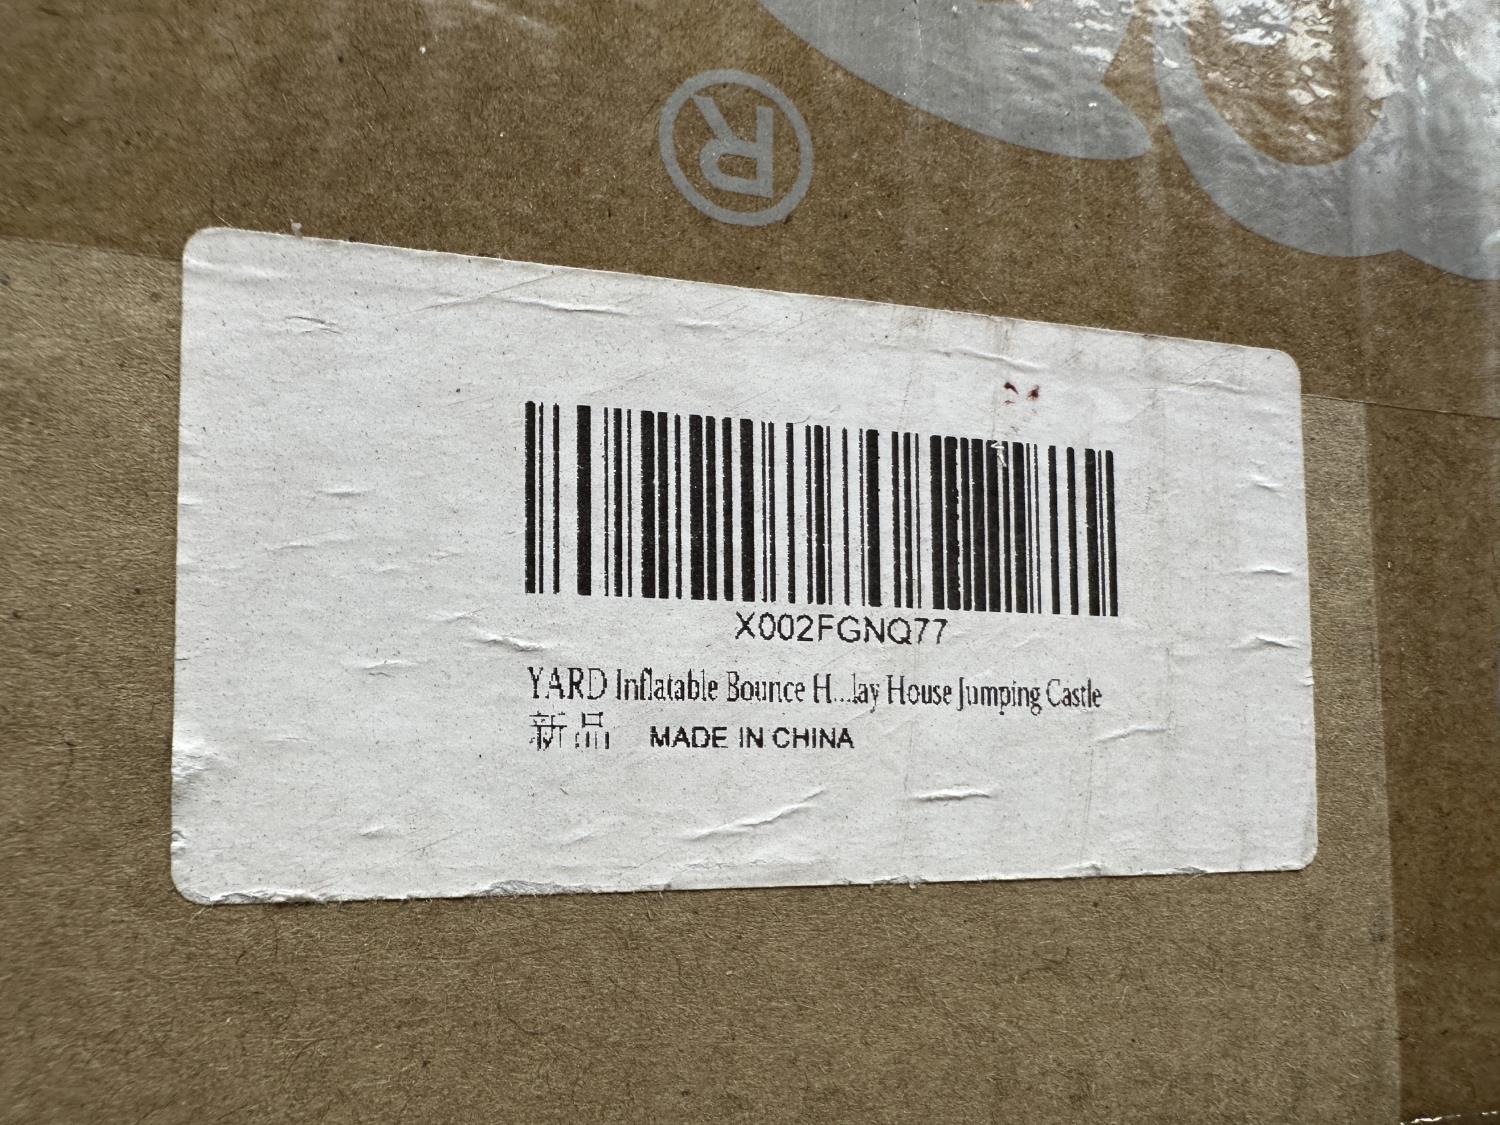 ®
X002FGNQ77
YARD Inflatable Bounce H...lay House Jumping Castle
新品 MADE IN CHINA